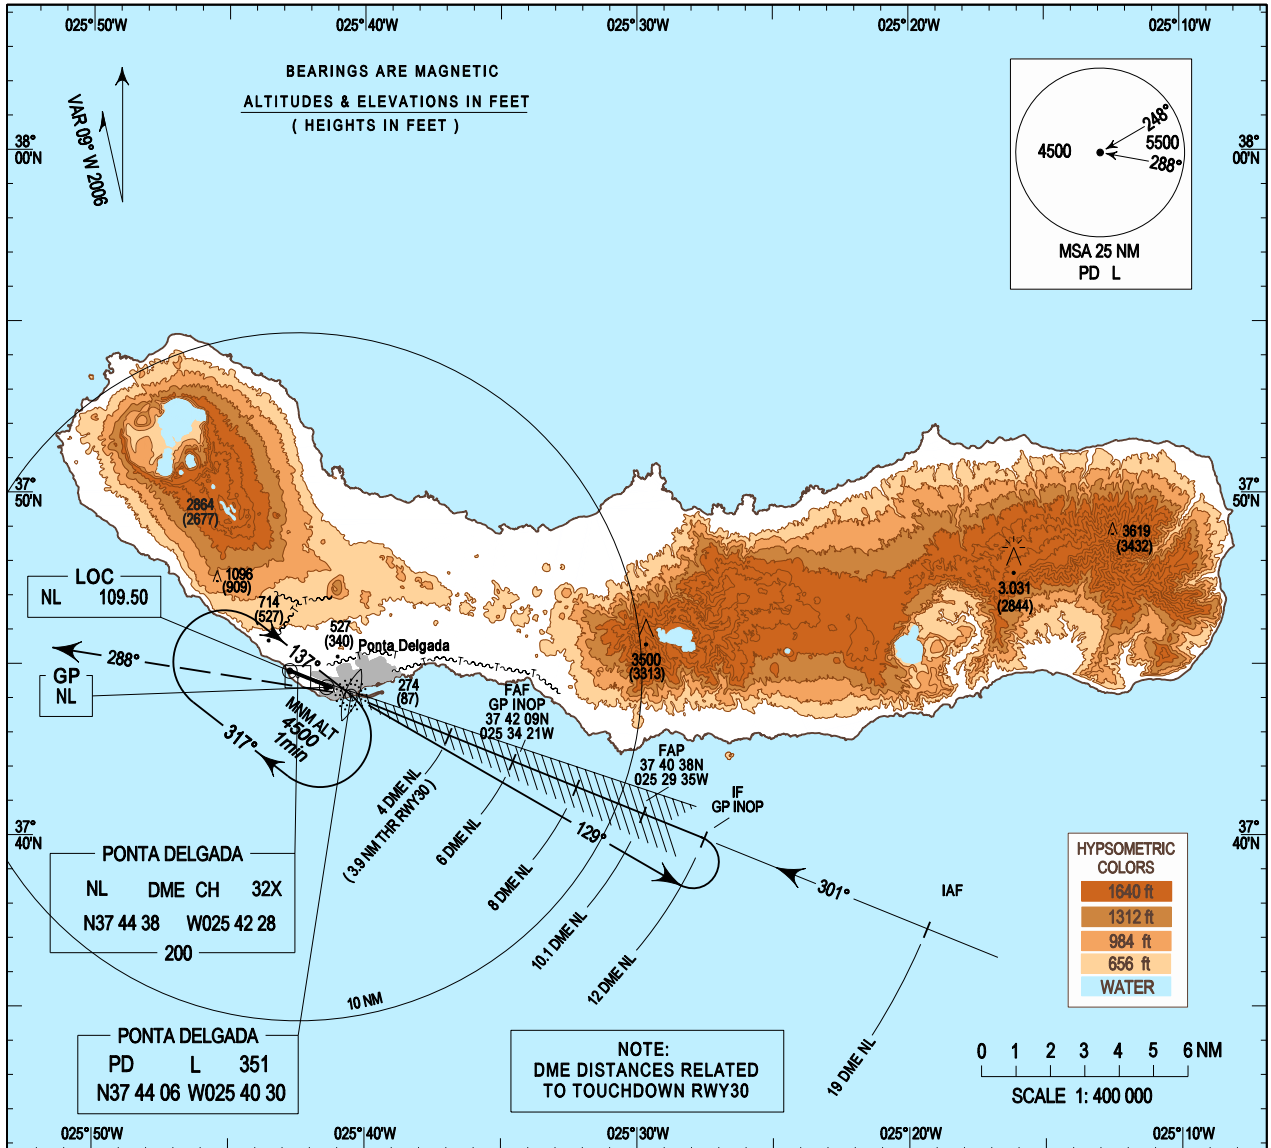 025°50'W
025°40'W
025°30'W
025°20'W
025°10'W
BEARINGS ARE MAGNETIC
ALTITUDES & ELEVATIONS IN FEET
( HEIGHTS IN FEET )
VAR 09° W 2006
38°
00'N
38°
00'N
4500
248°
5500
288°
MSA 25 NM
PD L
37°
50'N
37°
50'N
2864
(2677)
1096
(909)
714
(527)
527
(340)
Ponta Delgada
274
(87)
3500
(3313)
3.031
(2844)
3619
(3432)
LOC
NL 109.50
288°
GP
NL
137°
MNM ALT
4500
1min
317°
FAF
GP INOP
37 42 09N
025 34 21W
FAP
37 40 38N
025 29 35W
IF
GP INOP
129°
301°
IAF
4 DME NL
( 3.9 NM THR RWY30 )
6 DME NL
8 DME NL
10.1 DME NL
12 DME NL
19 DME NL
10 NM
37°
40'N
37°
40'N
PONTA DELGADA
NL DME CH 32X
N37 44 38 W025 42 28
200
PONTA DELGADA
PD L 351
N37 44 06 W025 40 30
NOTE:
DME DISTANCES RELATED
TO TOUCHDOWN RWY30
HYPSOMETRIC
COLORS
1640 ft
1312 ft
984 ft
656 ft
WATER
0 1 2 3 4 5 6 NM
SCALE 1: 400 000
025°50'W
025°40'W
025°30'W
025°20'W
025°10'W